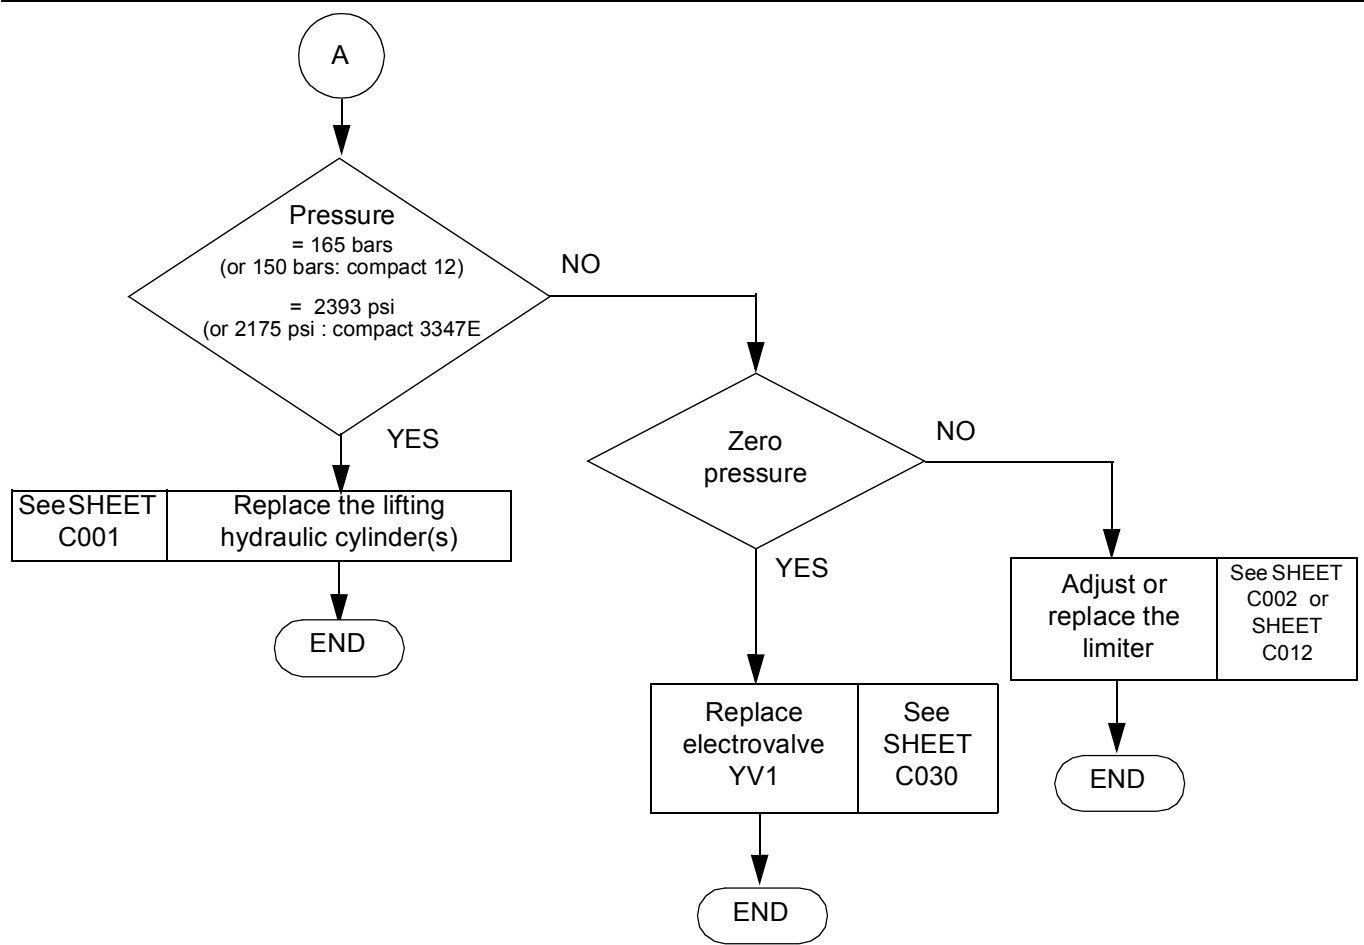 A
Pressure
= 165 bars
(or 150 bars: compact 12)
= 2393 psi
(or 2175 psi : compact 3347E
NO
YES
See SHEET
C001
Replace the lifting
hydraulic cylinder(s)
END
Zero
pressure
NO
YES
Adjust or
replace the
limiter
See SHEET
C002 or
SHEET
C012
END
Replace
electrovalve
YV1
See
SHEET
C030
END